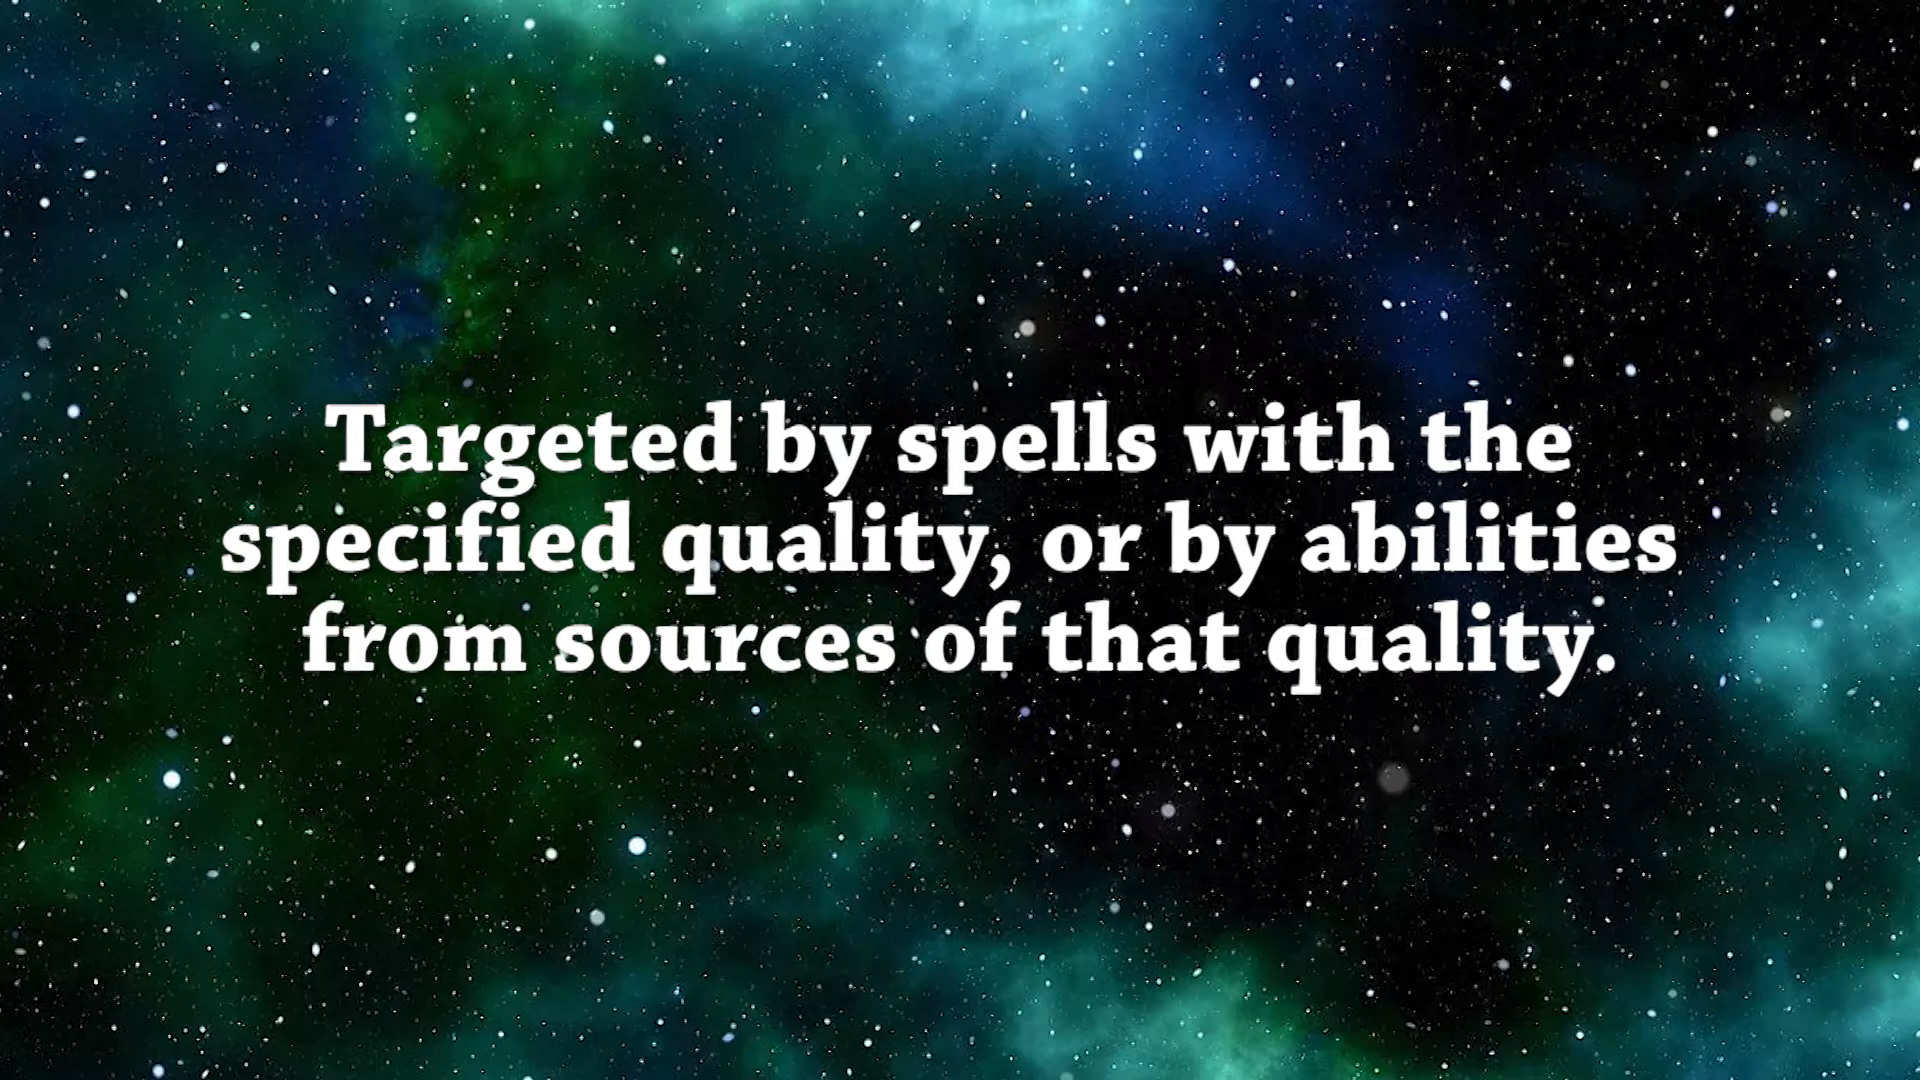 Targeted by spells with the
specified quality, or by abilities
from sources of that quality.